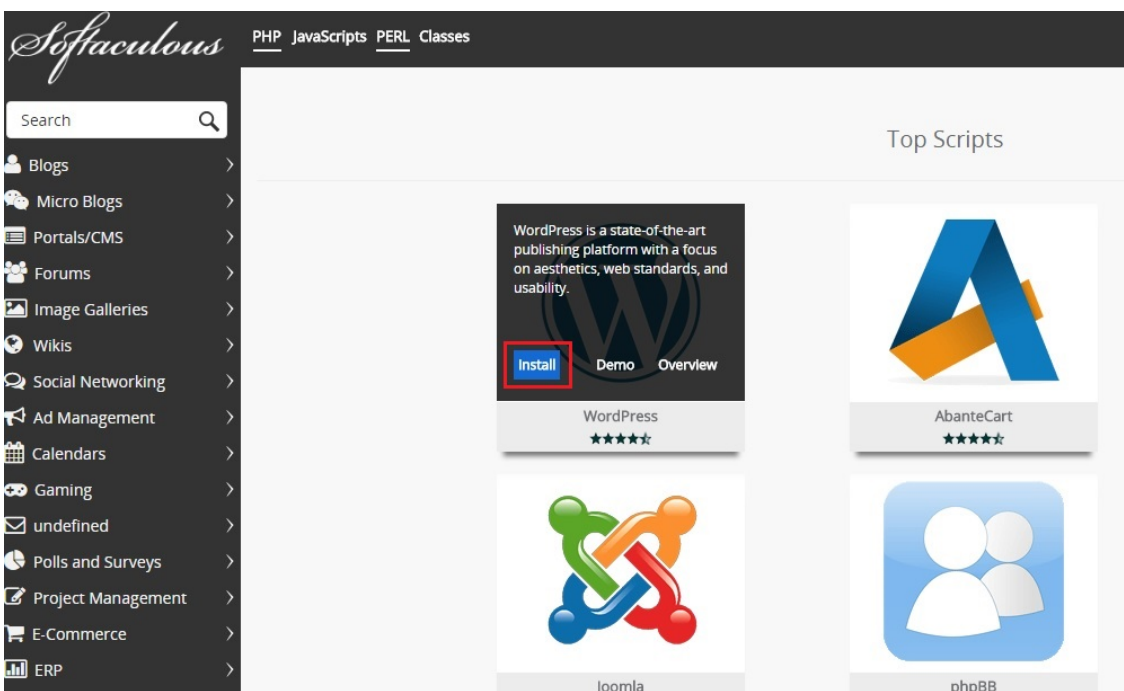 Softaculous
PHP JavaScripts PERL Classes
Search
Blogs
Micro Blogs
Portals/CMS
Forums
Image Galleries
Wikis
Social Networking
Ad Management
Calendars
Gaming
undefined
Polls and Surveys
Project Management
E-Commerce
ERP
Top Scripts
WordPress is a state-of-the-art
publishing platform with a focus
on aesthetics, web standards, and
usability.
Install Demo Overview
WordPress
AbanteCart
Joomla
phpBB